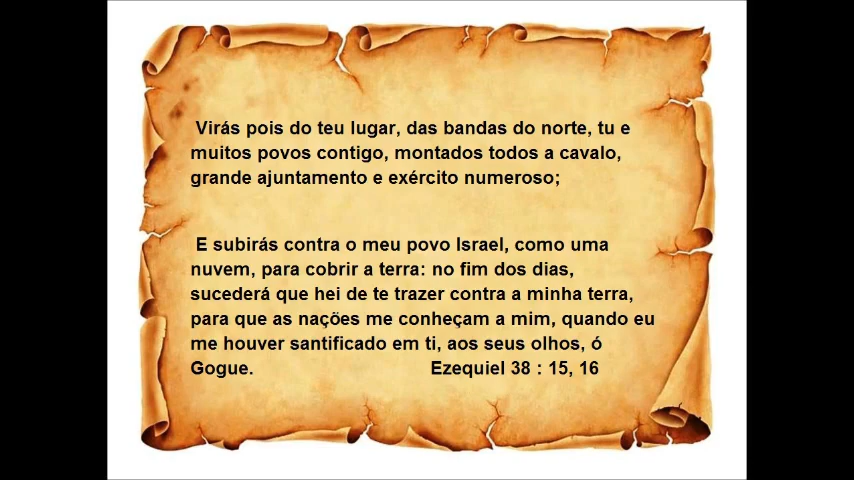 Virás pois do teu lugar, das bandas do norte, tu e
muitos povos contigo, montados todos a cavalo,
grande ajuntamento e exército numeroso;
E subirás contra o meu povo Israel, como uma
nuvem, para cobrir a terra: no fim dos dias,
sucederá que hei de te trazer contra a minha terra,
para que as nações me conheçam a mim, quando eu
me houver santificado em ti, aos seus olhos, ó
Gogue. Ezequiel 38 : 15, 16